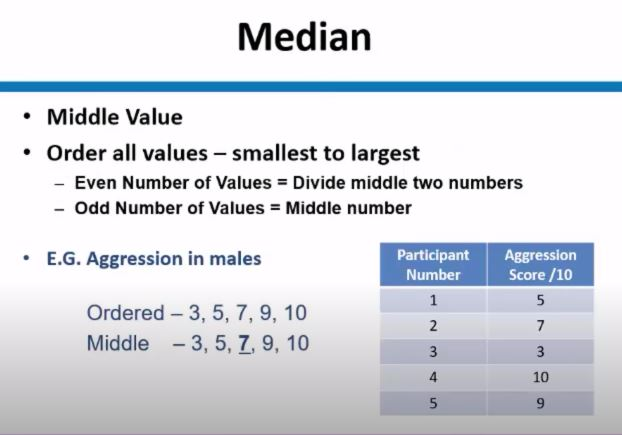 Median
• Middle Value
• Order all values – smallest to largest
– Even Number of Values = Divide middle two numbers
– Odd Number of Values = Middle number
• E.G. Aggression in males
Ordered – 3, 5, 7, 9, 10
Middle – 3, 5, 7, 9, 10
Participant Number Aggression Score /10
1 5
2 7
3 3
4 10
5 9